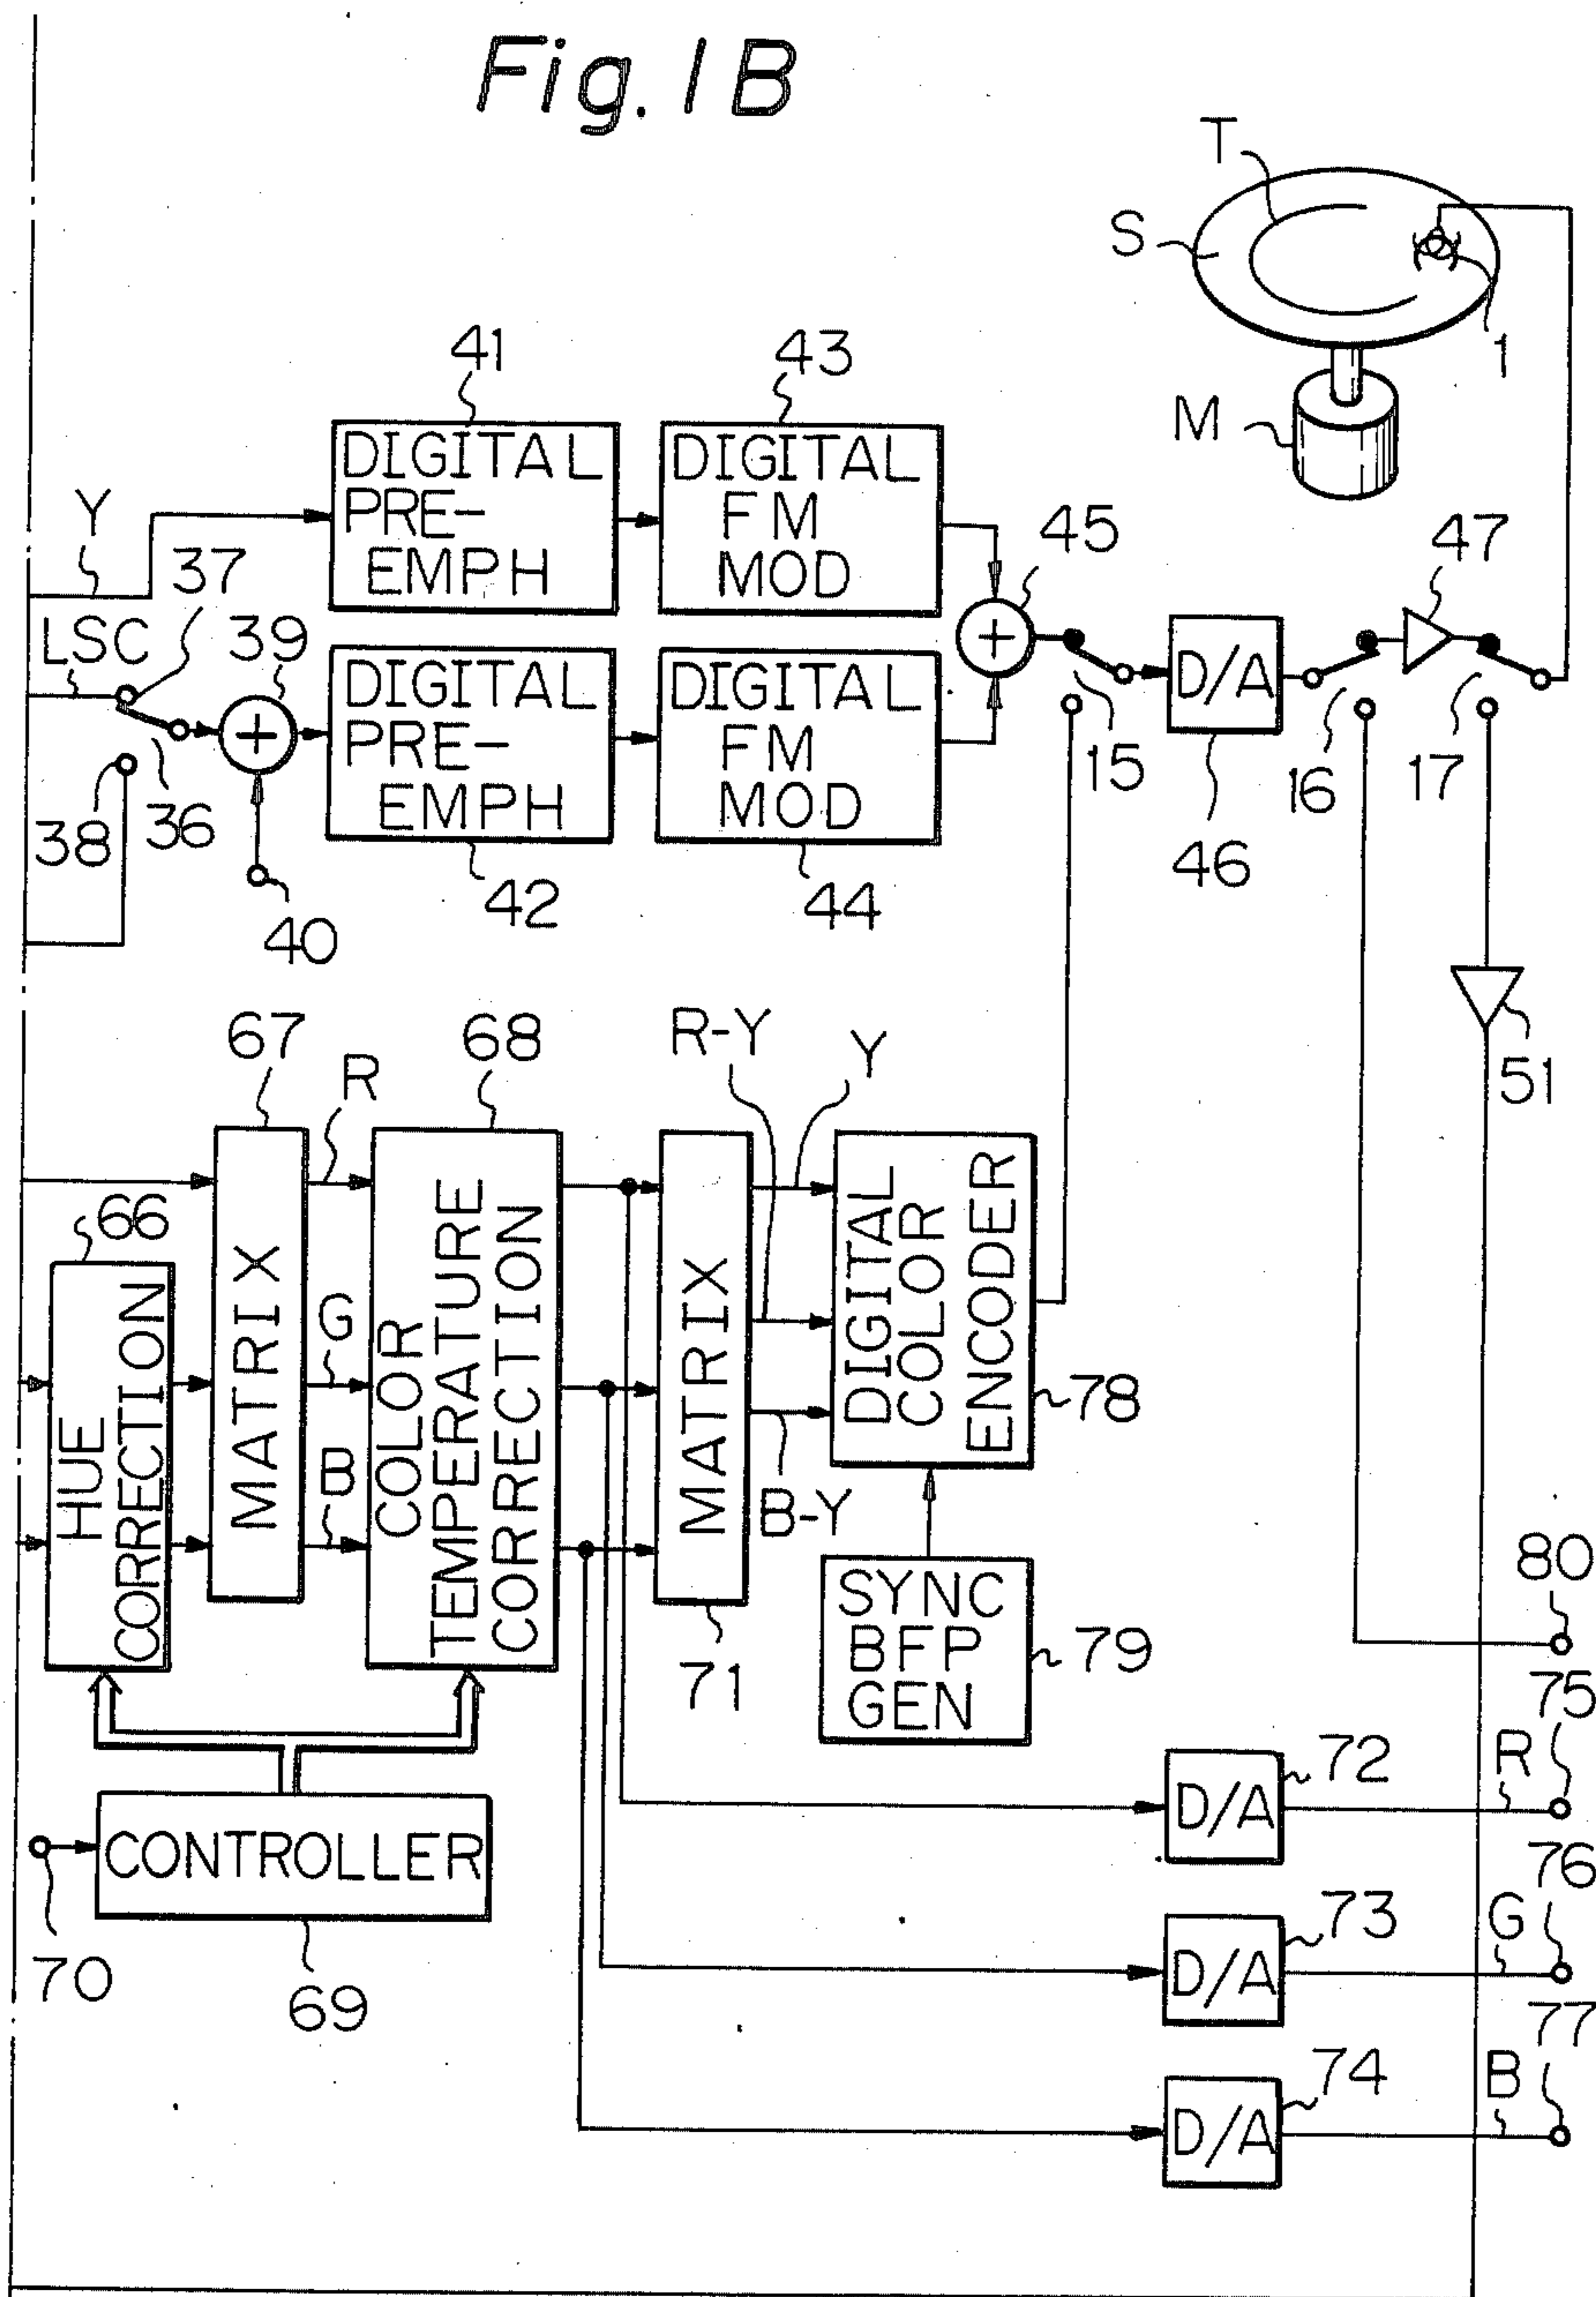 Fig. 1B
T
S
1
M
41
43
DIGITAL
PRE-
EMPH
DIGITAL
FM
MOD
45
47
Y
37
LSC
39
DIGITAL
PRE-
EMPH
DIGITAL
FM
MOD
D/A
38
36
40
42
44
15
46
16
17
51
67
R
68
R-Y
Y
66
HUE
CORRECTION
MATRIX
G
B
COLOR
TEMPERATURE
CORRECTION
MATRIX
B-Y
DIGITAL
COLOR
ENCODER
78
71
SYNC
BFP
GEN
79
80
75
D/A
72
R
CONTROLLER
70
69
76
D/A
73
G
77
D/A
74
B